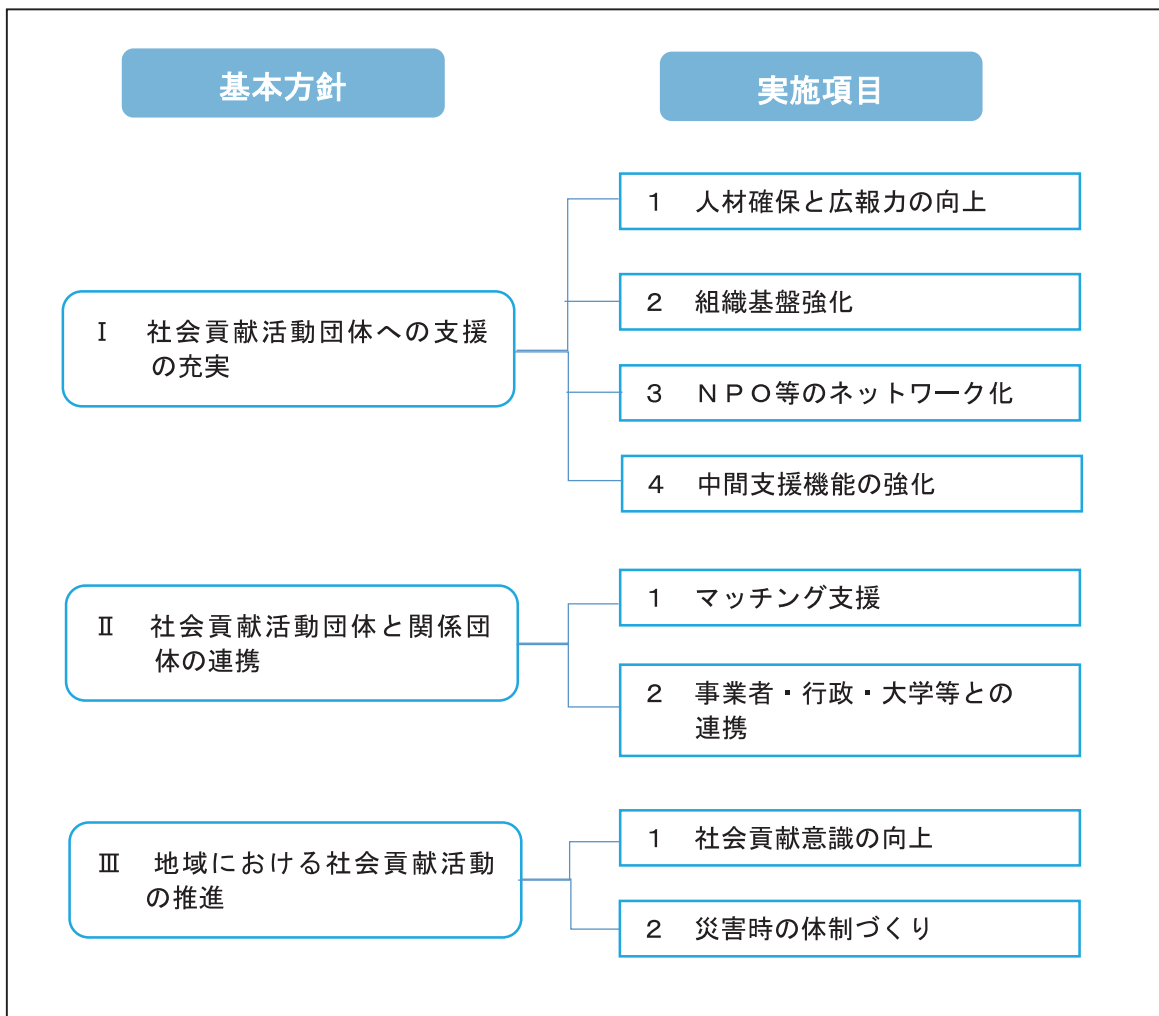 基本方針
実施項目
Ⅰ 社会貢献活動団体への支援
の充実
1 人材確保と広報力の向上
2 組織基盤強化
3 ＮＰＯ等のネットワーク化
4 中間支援機能の強化
Ⅱ 社会貢献活動団体と関係団
体の連携
1 マッチング支援
2 事業者・行政・大学等との
連携
Ⅲ 地域における社会貢献活動
の推進
1 社会貢献意識の向上
2 災害時の体制づくり